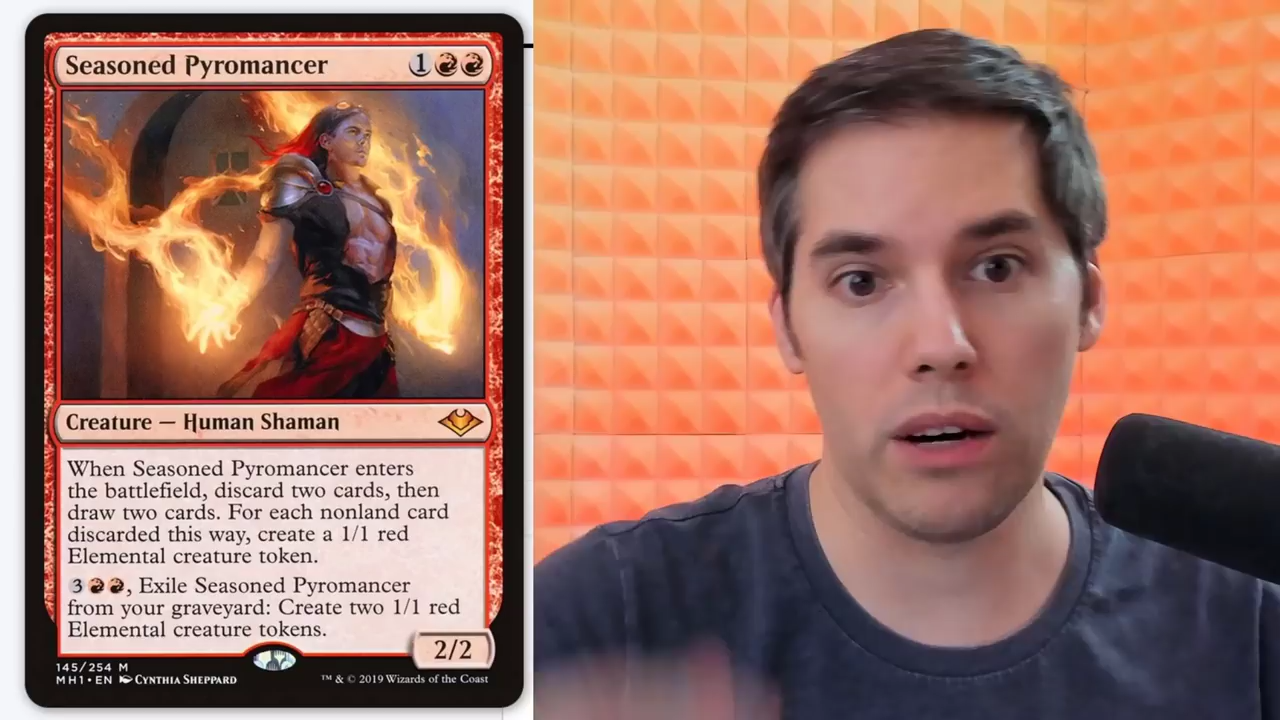 Seasoned Pyromancer 1
Creature — Human Shaman
When Seasoned Pyromancer enters
the battlefield, discard two cards, then
draw two cards. For each nonland card
discarded this way, create a 1/1 red
Elemental creature token.
3, Exile Seasoned Pyromancer
from your graveyard: Create two 1/1 red
Elemental creature tokens.
2/2
145/254 M
MH1 • EN Cynthia Sheppard
™ & © 2019 Wizards of the Coast